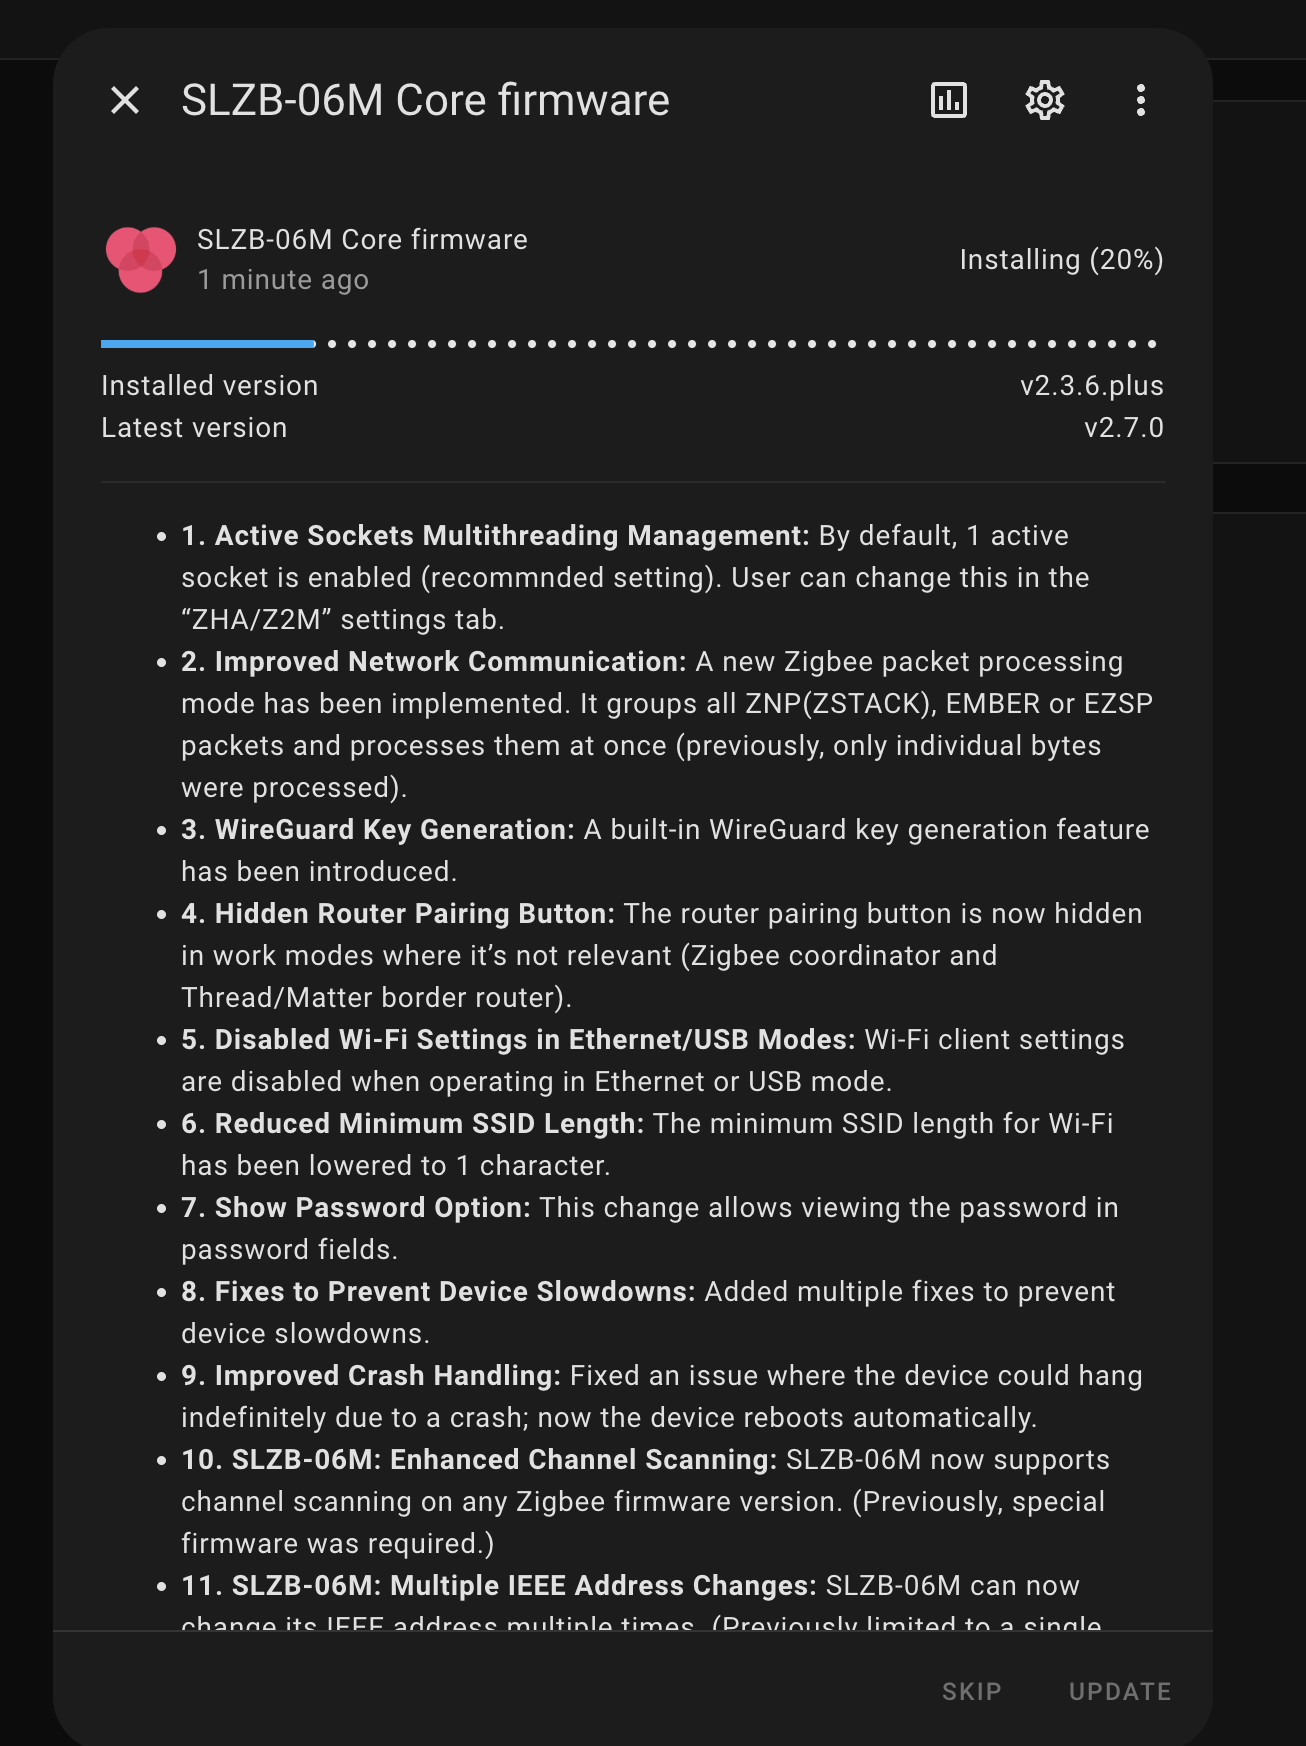 SLZB-06M Core firmware
SLZB-06M Core firmware
1 minute ago
Installing (20%)
Installed version
v2.3.6.plus
Latest version
v2.7.0
• 1. Active Sockets Multithreading Management: By default, 1 active
socket is enabled (recommnded setting). User can change this in the
“ZHA/Z2M” settings tab.
• 2. Improved Network Communication: A new Zigbee packet processing
mode has been implemented. It groups all ZNP(ZSTACK), EMBER or EZSP
packets and processes them at once (previously, only individual bytes
were processed).
• 3. WireGuard Key Generation: A built-in WireGuard key generation feature
has been introduced.
• 4. Hidden Router Pairing Button: The router pairing button is now hidden
in work modes where it’s not relevant (Zigbee coordinator and
Thread/Matter border router).
• 5. Disabled Wi-Fi Settings in Ethernet/USB Modes: Wi-Fi client settings
are disabled when operating in Ethernet or USB mode.
• 6. Reduced Minimum SSID Length: The minimum SSID length for Wi-Fi
has been lowered to 1 character.
• 7. Show Password Option: This change allows viewing the password in
password fields.
• 8. Fixes to Prevent Device Slowdowns: Added multiple fixes to prevent
device slowdowns.
• 9. Improved Crash Handling: Fixed an issue where the device could hang
indefinitely due to a crash; now the device reboots automatically.
• 10. SLZB-06M: Enhanced Channel Scanning: SLZB-06M now supports
channel scanning on any Zigbee firmware version. (Previously, special
firmware was required.)
• 11. SLZB-06M: Multiple IEEE Address Changes: SLZB-06M can now
change its IEEE address multiple times. (Previously limited to a single
SKIP
UPDATE